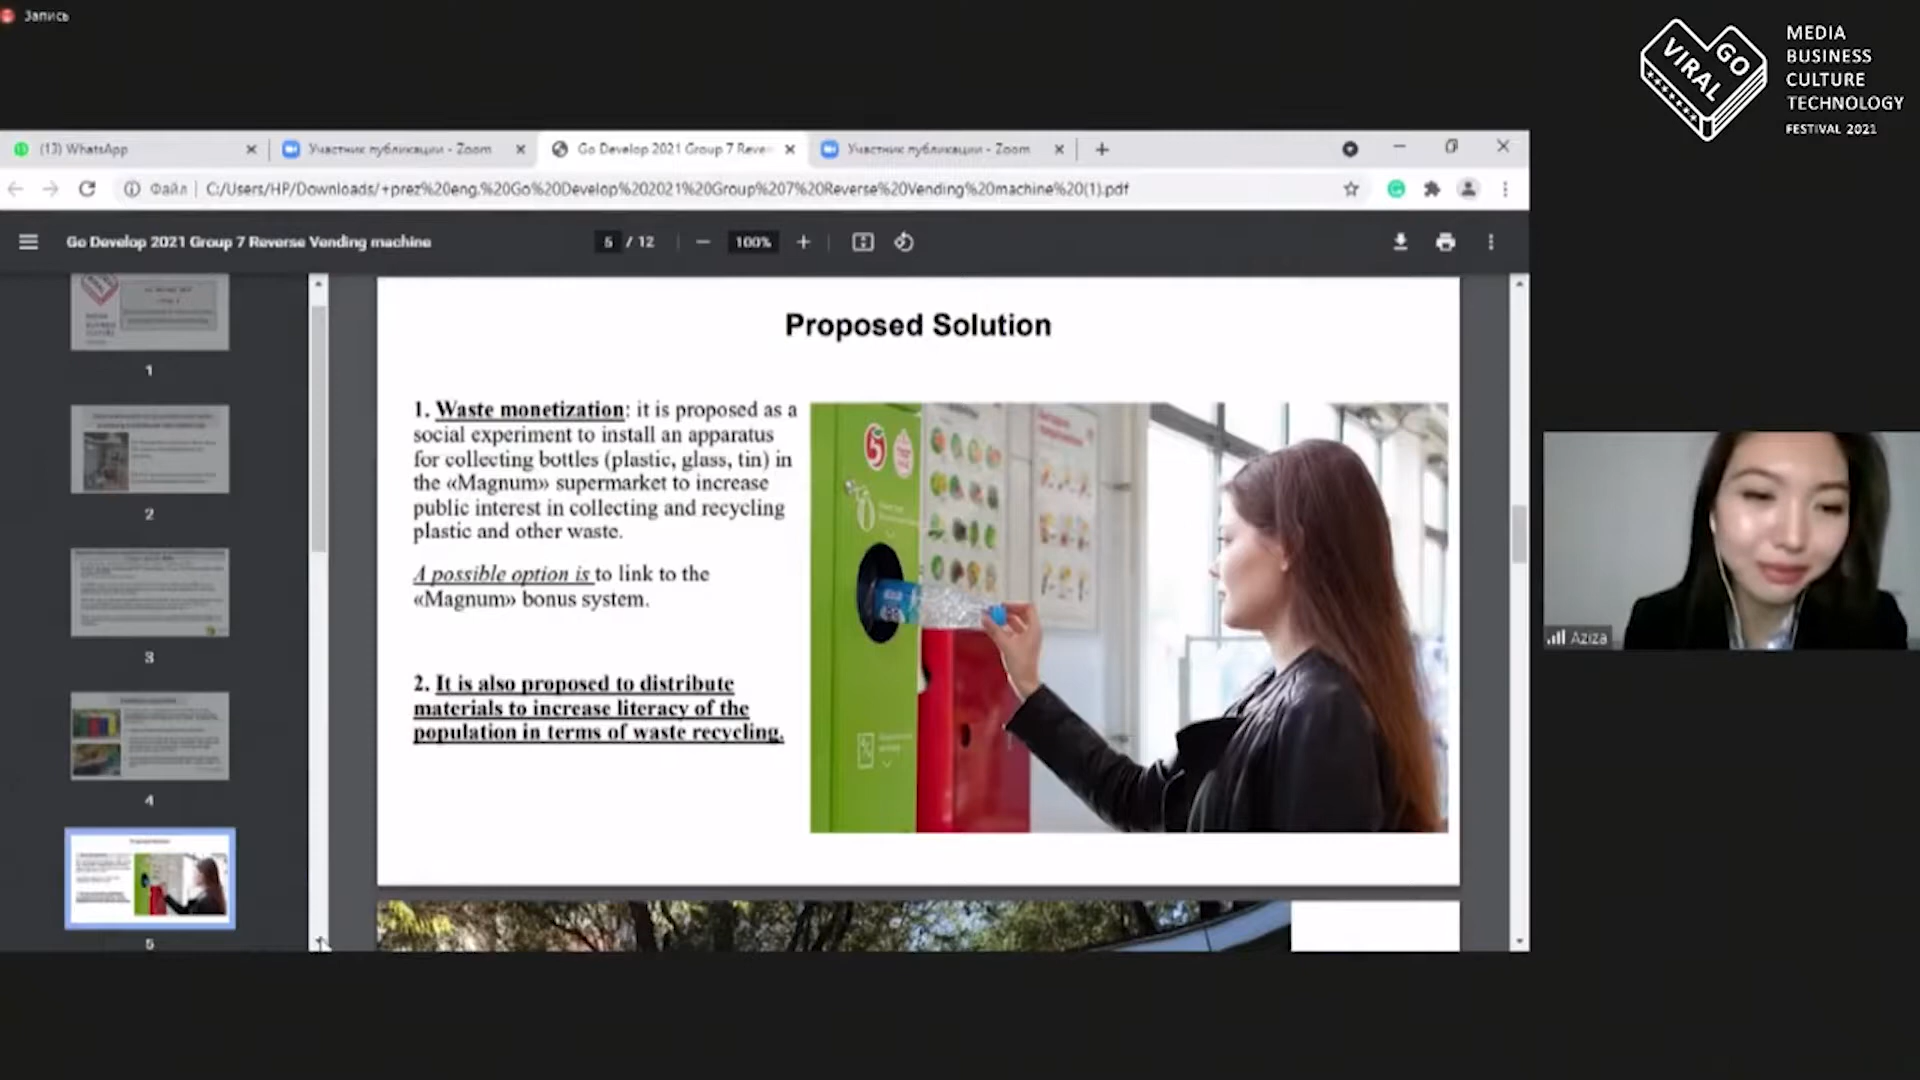 Запись
VIRAL GO
MEDIA
BUSINESS
CULTURE
TECHNOLOGY
FESTIVAL 2021
(13) WhatsApp
Участник публикации - Zoom
Go Develop 2021 Group 7 Rever
Участник публикации - Zoom
Файл | C:/Users/HP/Downloads/+prez%20eng.%20Go%20Develop%202021%20Group%207%20Reverse%20Vending%20machine%20(1).pdf
Go Develop 2021 Group 7 Reverse Vending machine
5 / 12
100%
1
2
3
4
5
Proposed Solution
1. Waste monetization: it is proposed as a
social experiment to install an apparatus
for collecting bottles (plastic, glass, tin) in
the «Magnum» supermarket to increase
public interest in collecting and recycling
plastic and other waste.
A possible option is to link to the
«Magnum» bonus system.
2. It is also proposed to distribute
materials to increase literacy of the
population in terms of waste recycling.
Aziza